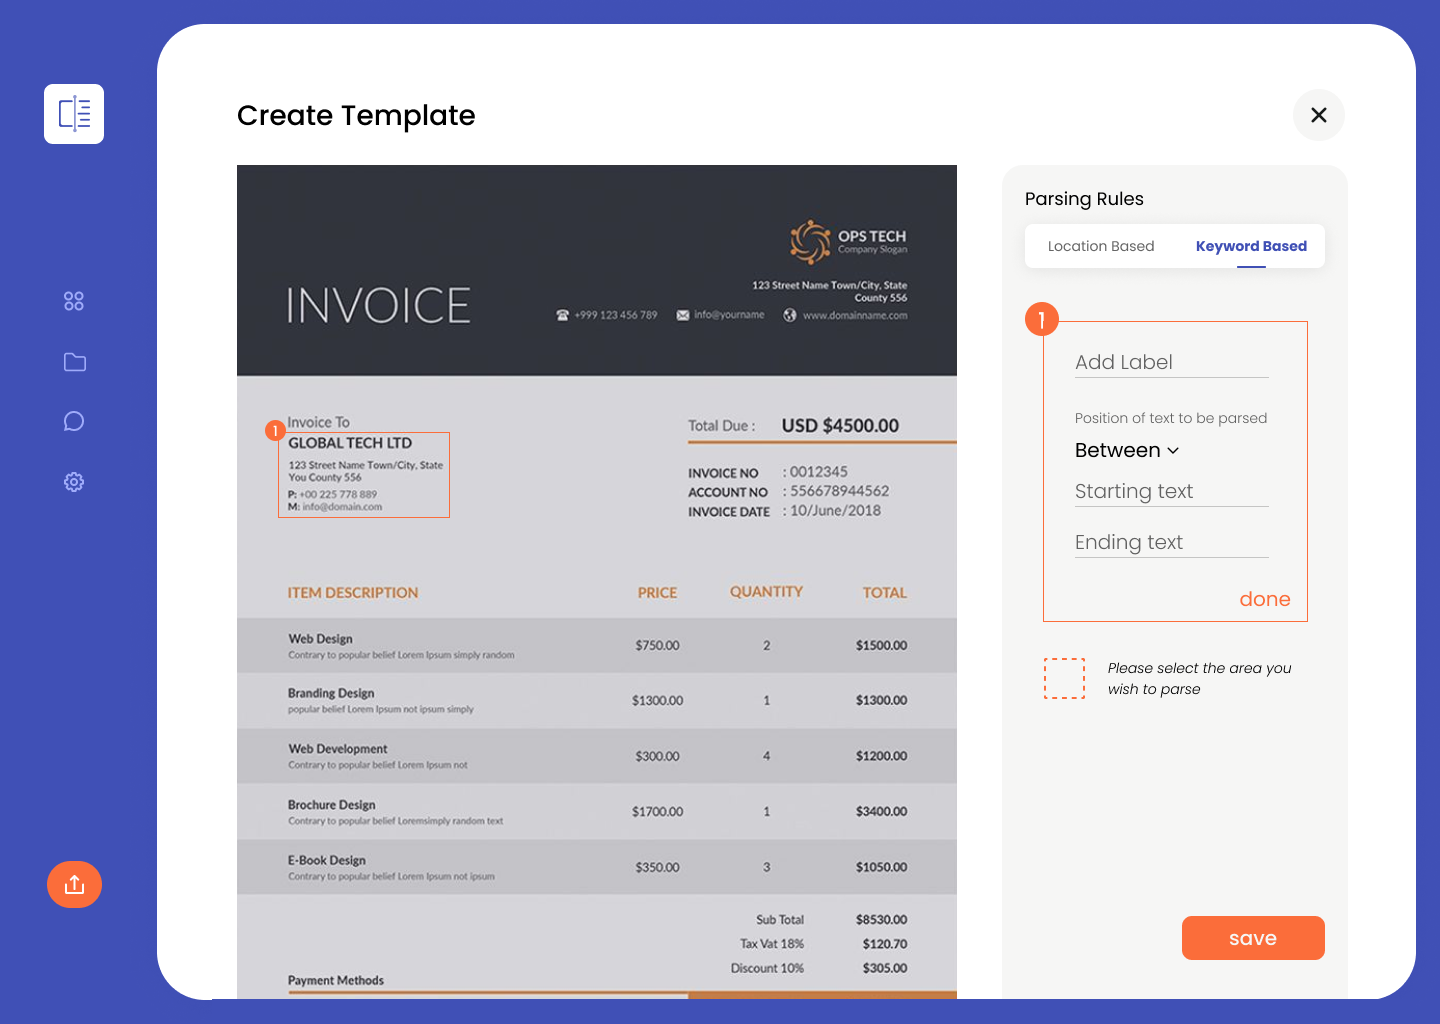 Create Template
OPS TECH
Company Slogan
123 Street Name Town/City, State
County 556
INVOICE
+999 123 456 789 info@yourname www.domainname.com
Invoice To
1
GLOBAL TECH LTD
123 Street Name Town/City, State
You County 556
P: +00 225 778 889
M: info@domain.com
Total Due : USD $4500.00
INVOICE NO : 0012345
ACCOUNT NO : 556678944562
INVOICE DATE : 10/June/2018
ITEM DESCRIPTION PRICE QUANTITY TOTAL
Web Design $750.00 2 $1500.00
Contrary to popular belief Lorem Ipsum simply random
Branding Design $1300.00 1 $1300.00
popular belief Lorem Ipsum not ipsum simply
Web Development $300.00 4 $1200.00
Contrary to popular belief Lorem Ipsum not
Brochure Design $1700.00 1 $3400.00
Contrary to popular belief Loremsimply random text
E-Book Design $350.00 3 $1050.00
Contrary to popular belief Lorem Ipsum not ipsum
Sub Total $8530.00
Tax Vat 18% $120.70
Discount 10% $305.00
Payment Methods
Parsing Rules
Location Based Keyword Based
1
Add Label
Position of text to be parsed
Between
Starting text
Ending text
done
Please select the area you
wish to parse
save